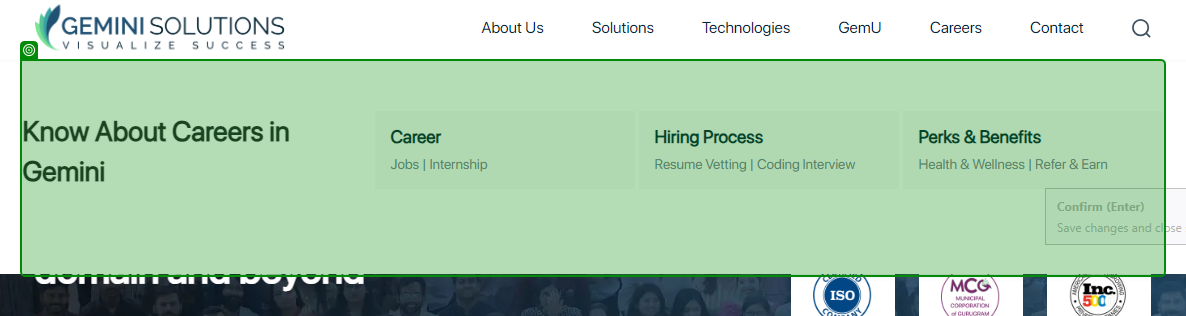 GEMINI SOLUTIONS
VISUALIZE SUCCESS
About Us
Solutions
Technologies
GemU
Careers
Contact
Know About Careers in
Gemini
Career
Jobs | Internship
Hiring Process
Resume Vetting | Coding Interview
Perks & Benefits
Health & Wellness | Refer & Earn
Confirm (Enter)
Save changes and close
domain and beyond
ISO
COMPANY
MCG
MUNICIPAL
CORPORATION
of GURUGRAM
Inc.
500